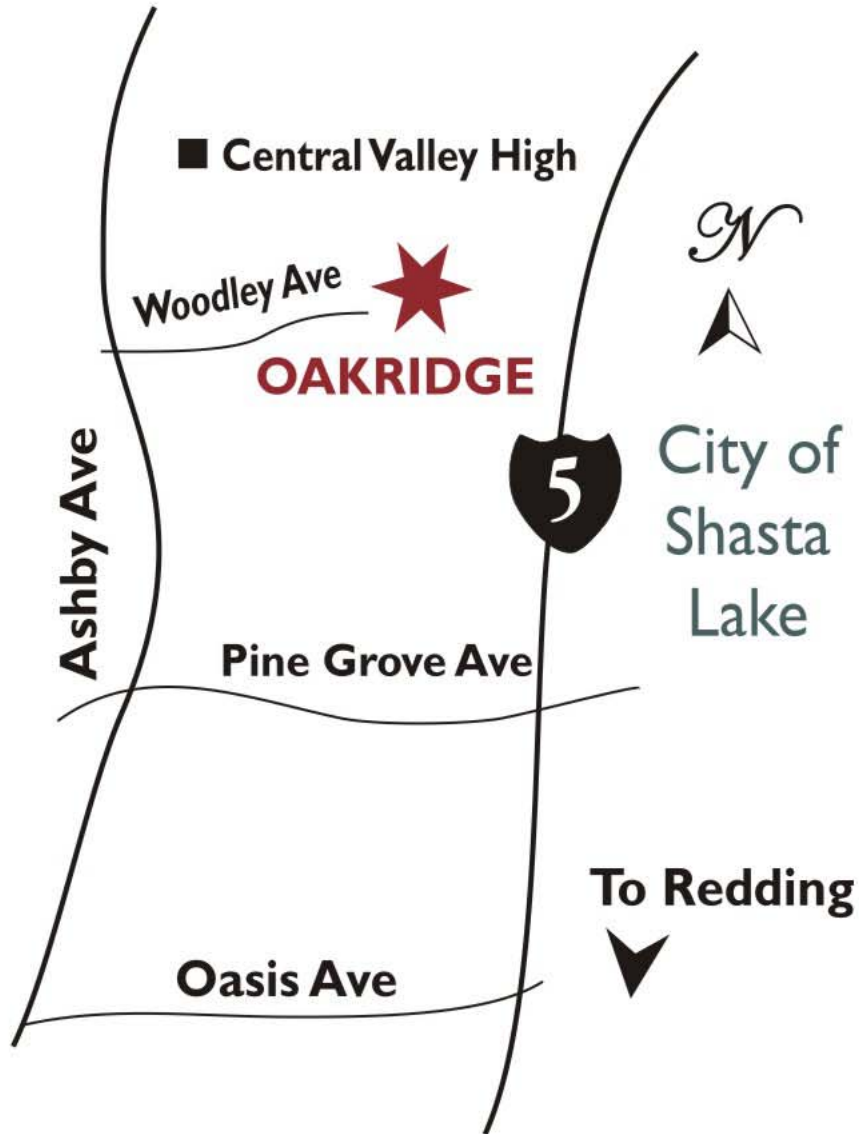 Central Valley High
N
Woodley Ave
OAKRIDGE
5
City of
Shasta
Lake
Ashby Ave
Pine Grove Ave
To Redding
Oasis Ave